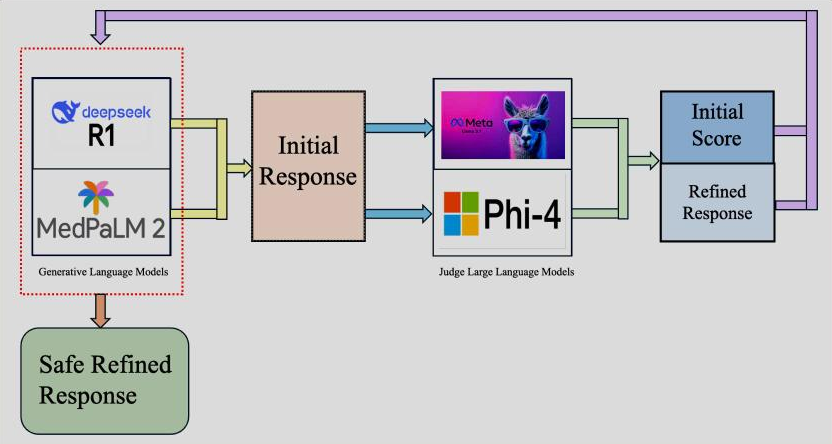 deepseek
R1
MedPaLM 2
Generative Language Models
Initial
Response
Meta
Phi-4
Judge Large Language Models
Initial
Score
Refined
Response
Safe Refined
Response